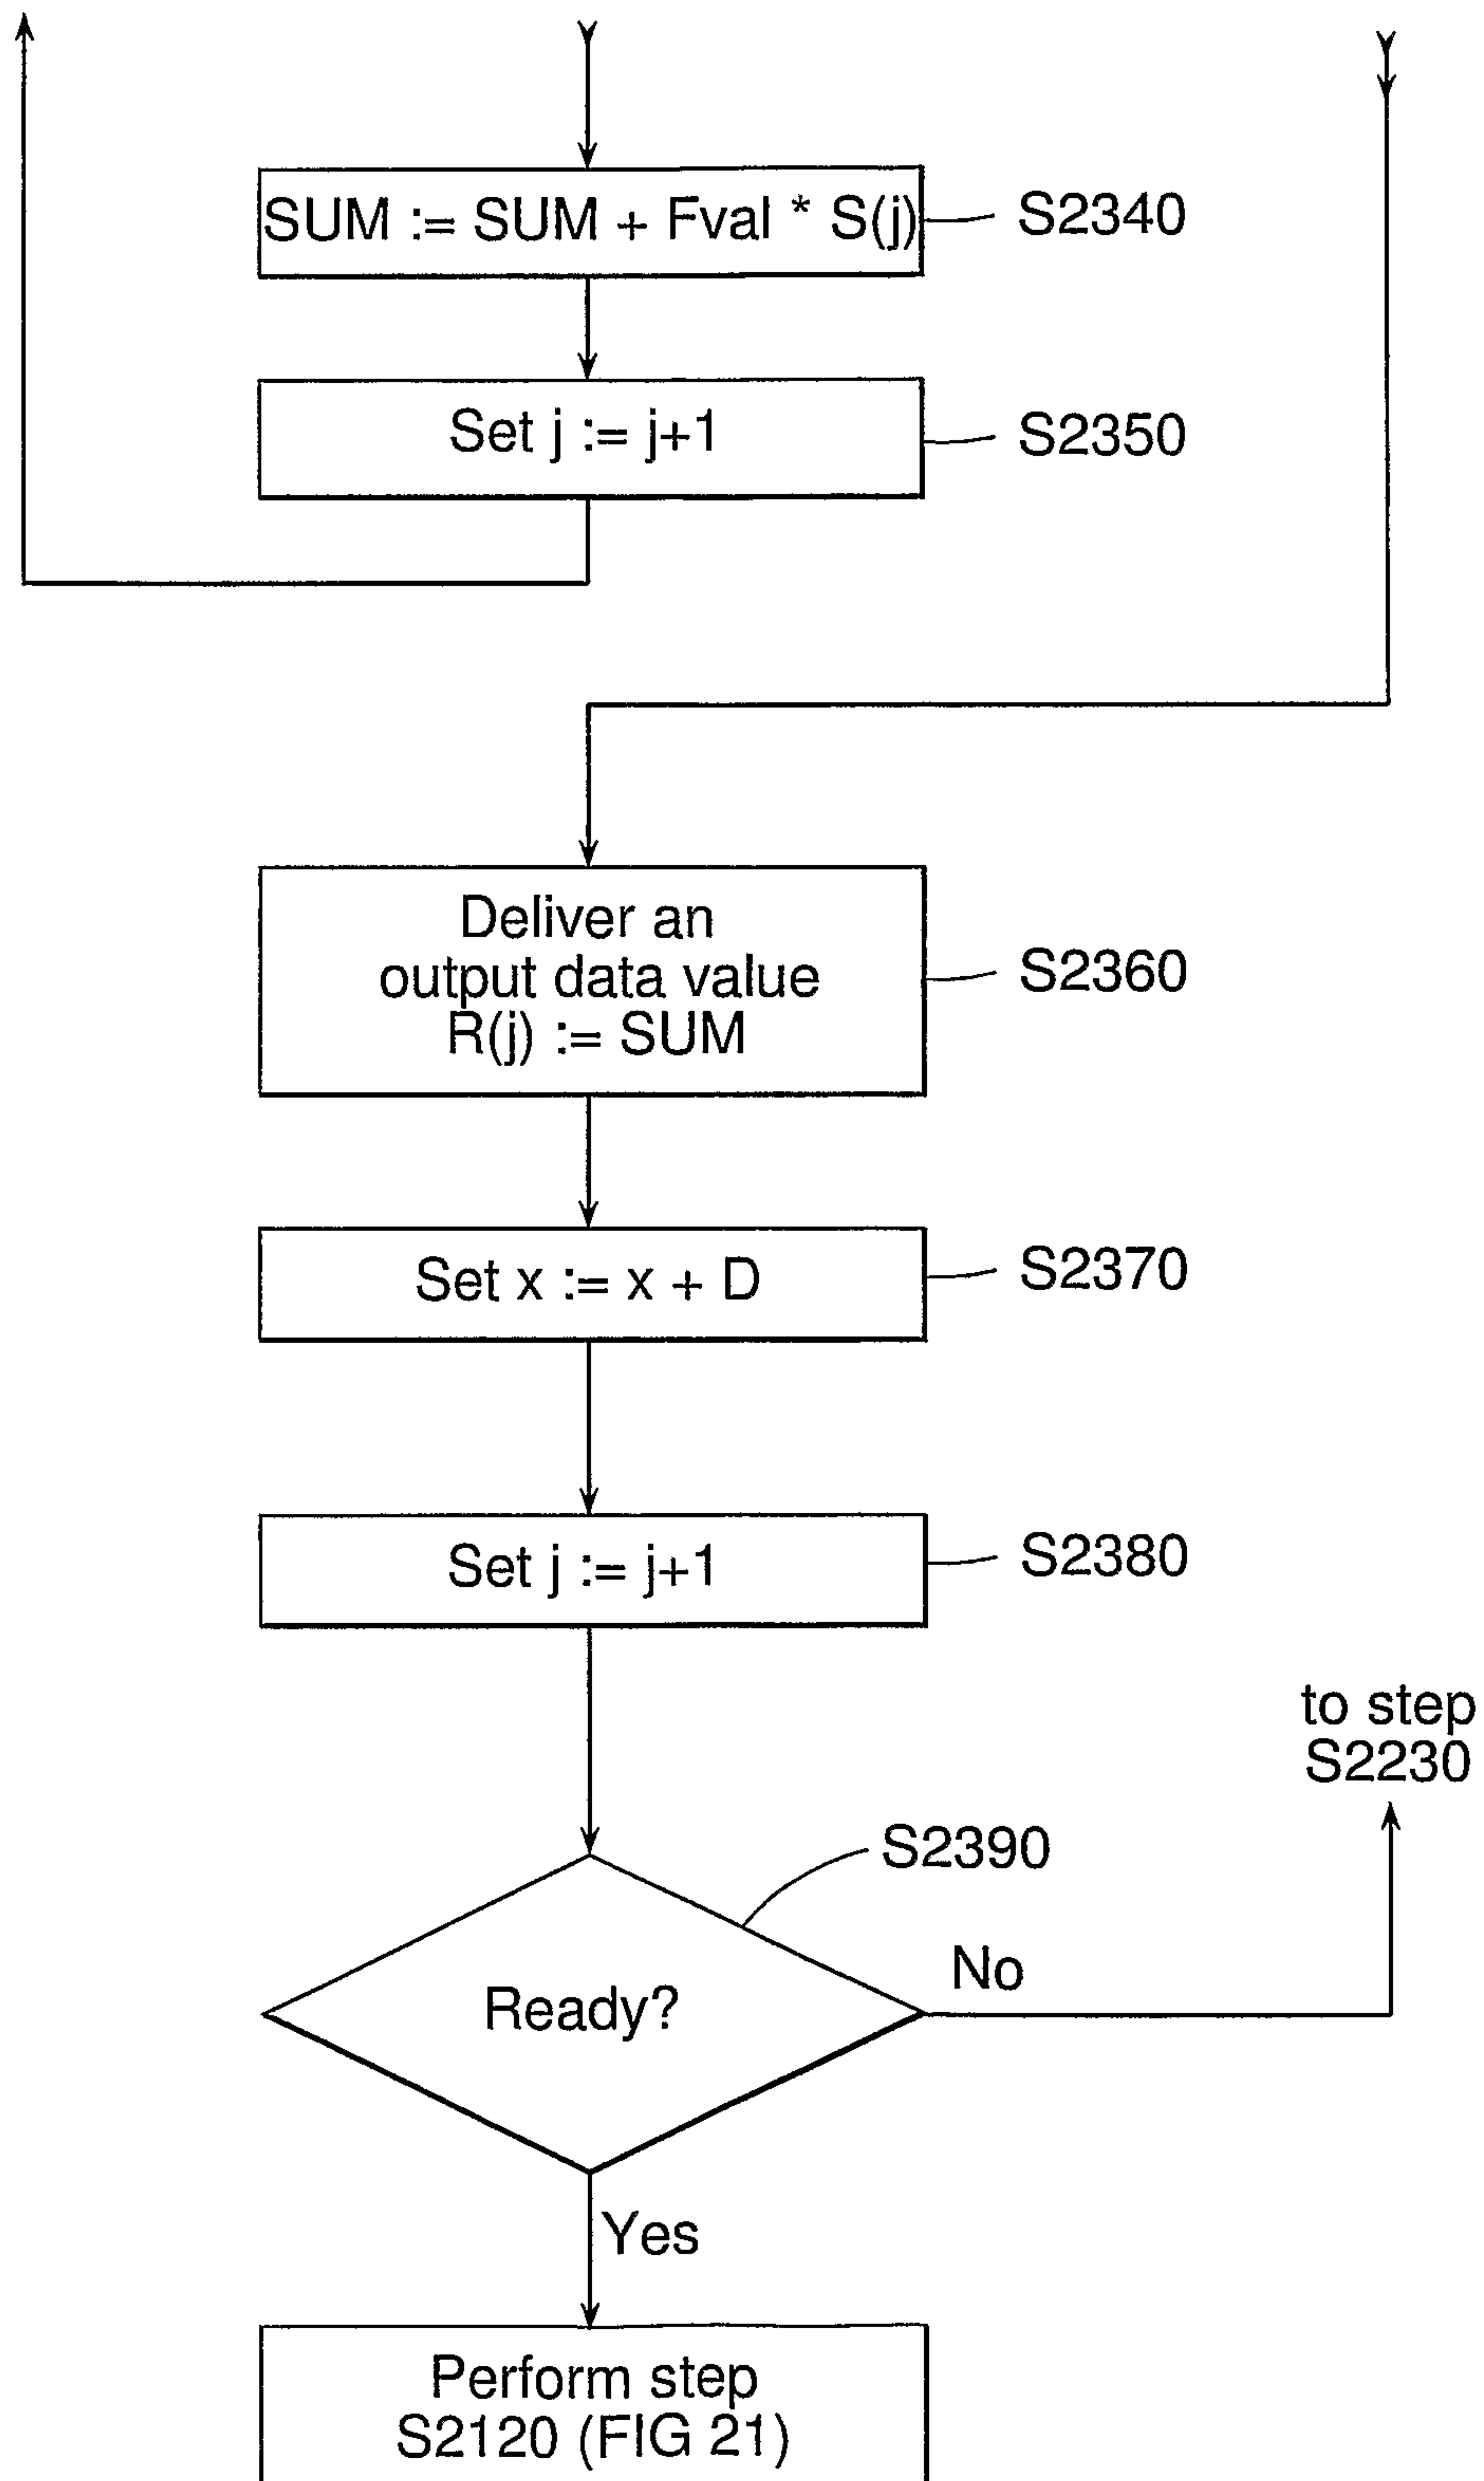 SUM := SUM + Fval * S(j)
S2340
Set j := j+1
S2350
Deliver an
output data value
R(j) := SUM
S2360
Set x := x + D
S2370
Set j := j+1
S2380
to step
S2230
S2390
No
Ready?
Yes
Perform step
S2120 (FIG 21)